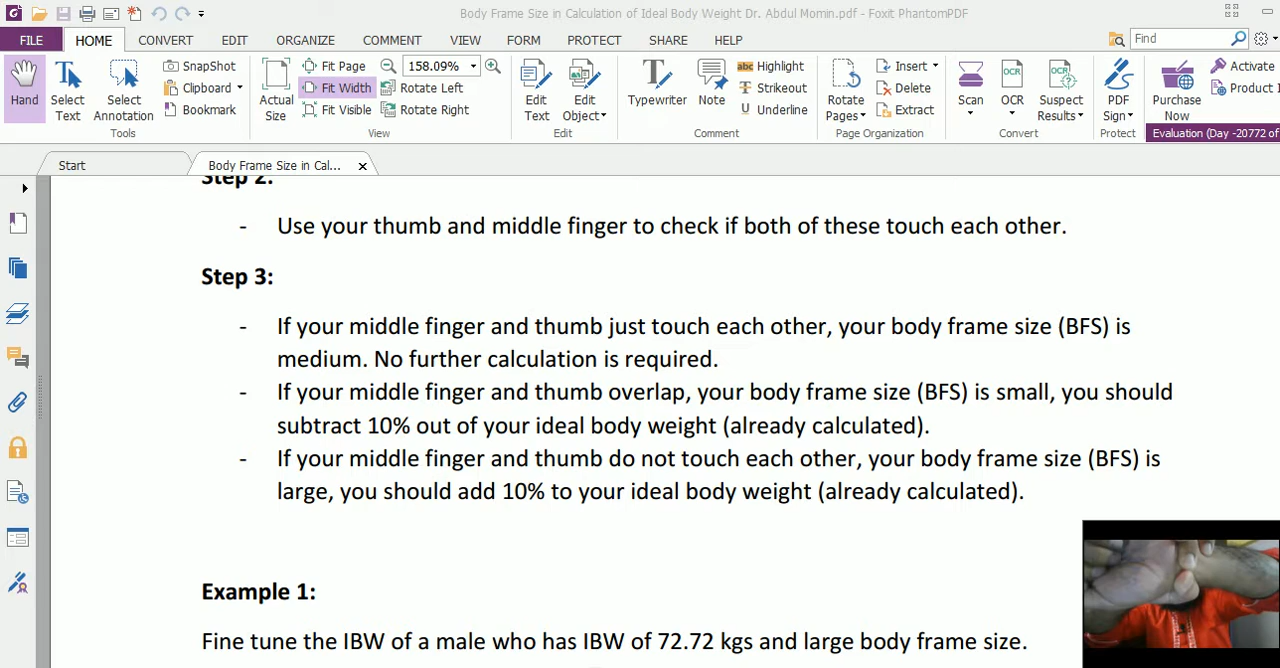 Body Frame Size in Calculation of Ideal Body Weight Dr. Abdul Momin.pdf - Foxit PhantomPDF
FILE HOME CONVERT EDIT ORGANIZE COMMENT VIEW FORM PROTECT SHARE HELP Find
Hand
Select Text
Select Annotation
SnapShot
Clipboard
Bookmark
Tools
Actual Size
Fit Page
Fit Width
Fit Visible
158.09%
Rotate Left
Rotate Right
View
Edit Text
Edit Object
Edit
Typewriter
Note
abc Highlight
Strikeout
U Underline
Comment
Rotate Pages
Insert
Delete
Extract
Page Organization
Scan
OCR
OCR
Suspect Results
OCR
Convert
PDF Sign
Protect
Purchase Now
Activate
Product
Evaluation (Day -20772 of
Start
Body Frame Size in Cal...
Step 2:
- Use your thumb and middle finger to check if both of these touch each other.
Step 3:
- If your middle finger and thumb just touch each other, your body frame size (BFS) is
medium. No further calculation is required.
- If your middle finger and thumb overlap, your body frame size (BFS) is small, you should
subtract 10% out of your ideal body weight (already calculated).
- If your middle finger and thumb do not touch each other, your body frame size (BFS) is
large, you should add 10% to your ideal body weight (already calculated).
Example 1:
Fine tune the IBW of a male who has IBW of 72.72 kgs and large body frame size.